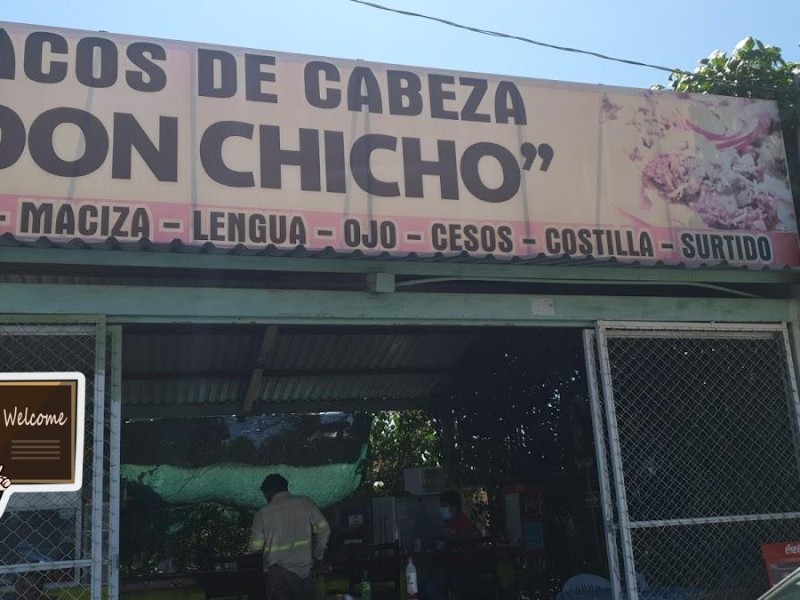 ACOS DE CABEZA
DON CHICHO”
- MACIZA - LENGUA - OJO - CESOS - COSTILLA - SURTIDO
Welcome